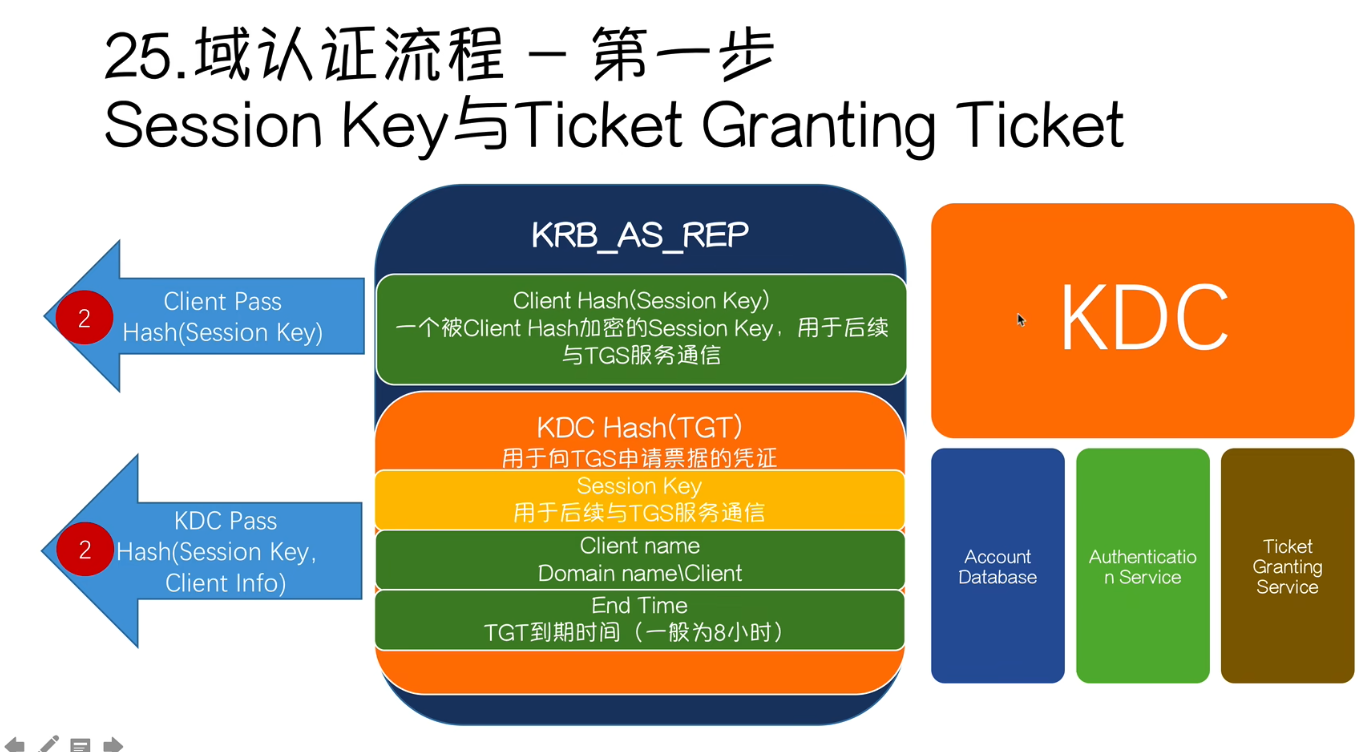 25.域认证流程 - 第一步
Session Key与Ticket Granting Ticket
KRB_AS_REP
2
Client Pass
Hash(Session Key)
Client Hash(Session Key)
一个被Client Hash加密的Session Key，用于后续
与TGS服务通信
KDC
KDC Hash(TGT)
用于向TGS申请票据的凭证
Session Key
用于后续与TGS服务通信
2
KDC Pass
Hash(Session Key,
Client Info)
Client name
Domain name\Client
End Time
TGT到期时间（一般为8小时）
Account
Database
Authenticatio
n Service
Ticket
Granting
Service